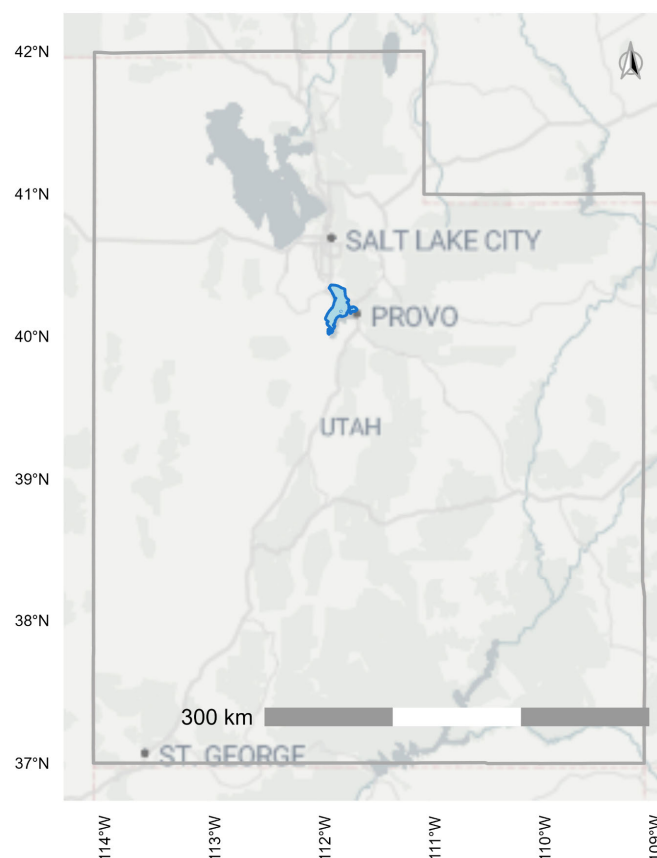 42°N
41°N
SALT LAKE CITY
PROVO
40°N
UTAH
39°N
38°N
300 km
ST. GEORGE
37°N
114°W
113°W
112°W
111°W
110°W
109°W